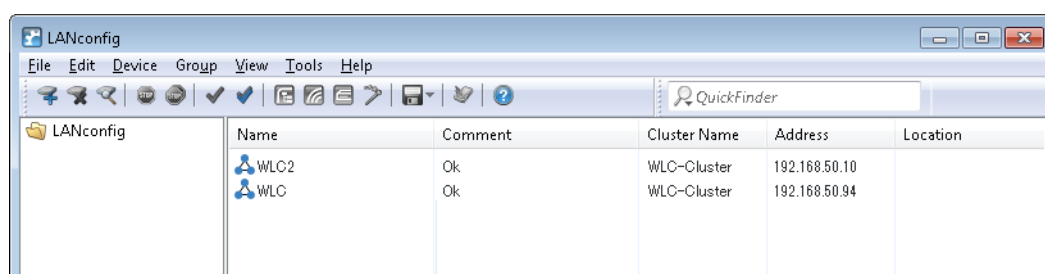 LANconfig
File Edit Device Group View Tools Help
QuickFinder
LANconfig
Name Comment Cluster Name Address Location
WLC2 Ok WLC-Cluster 192.168.50.10
WLC Ok WLC-Cluster 192.168.50.94